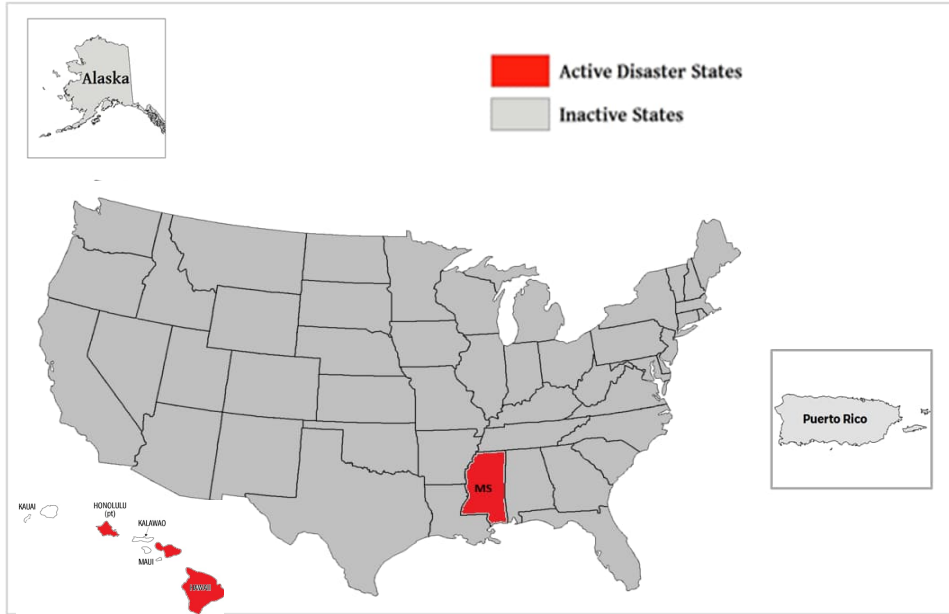 Alaska
Active Disaster States
Inactive States
Puerto Rico
MS
KAUAI
HONOLULU
(pt)
KALAWAO
MAUI
HAWAII